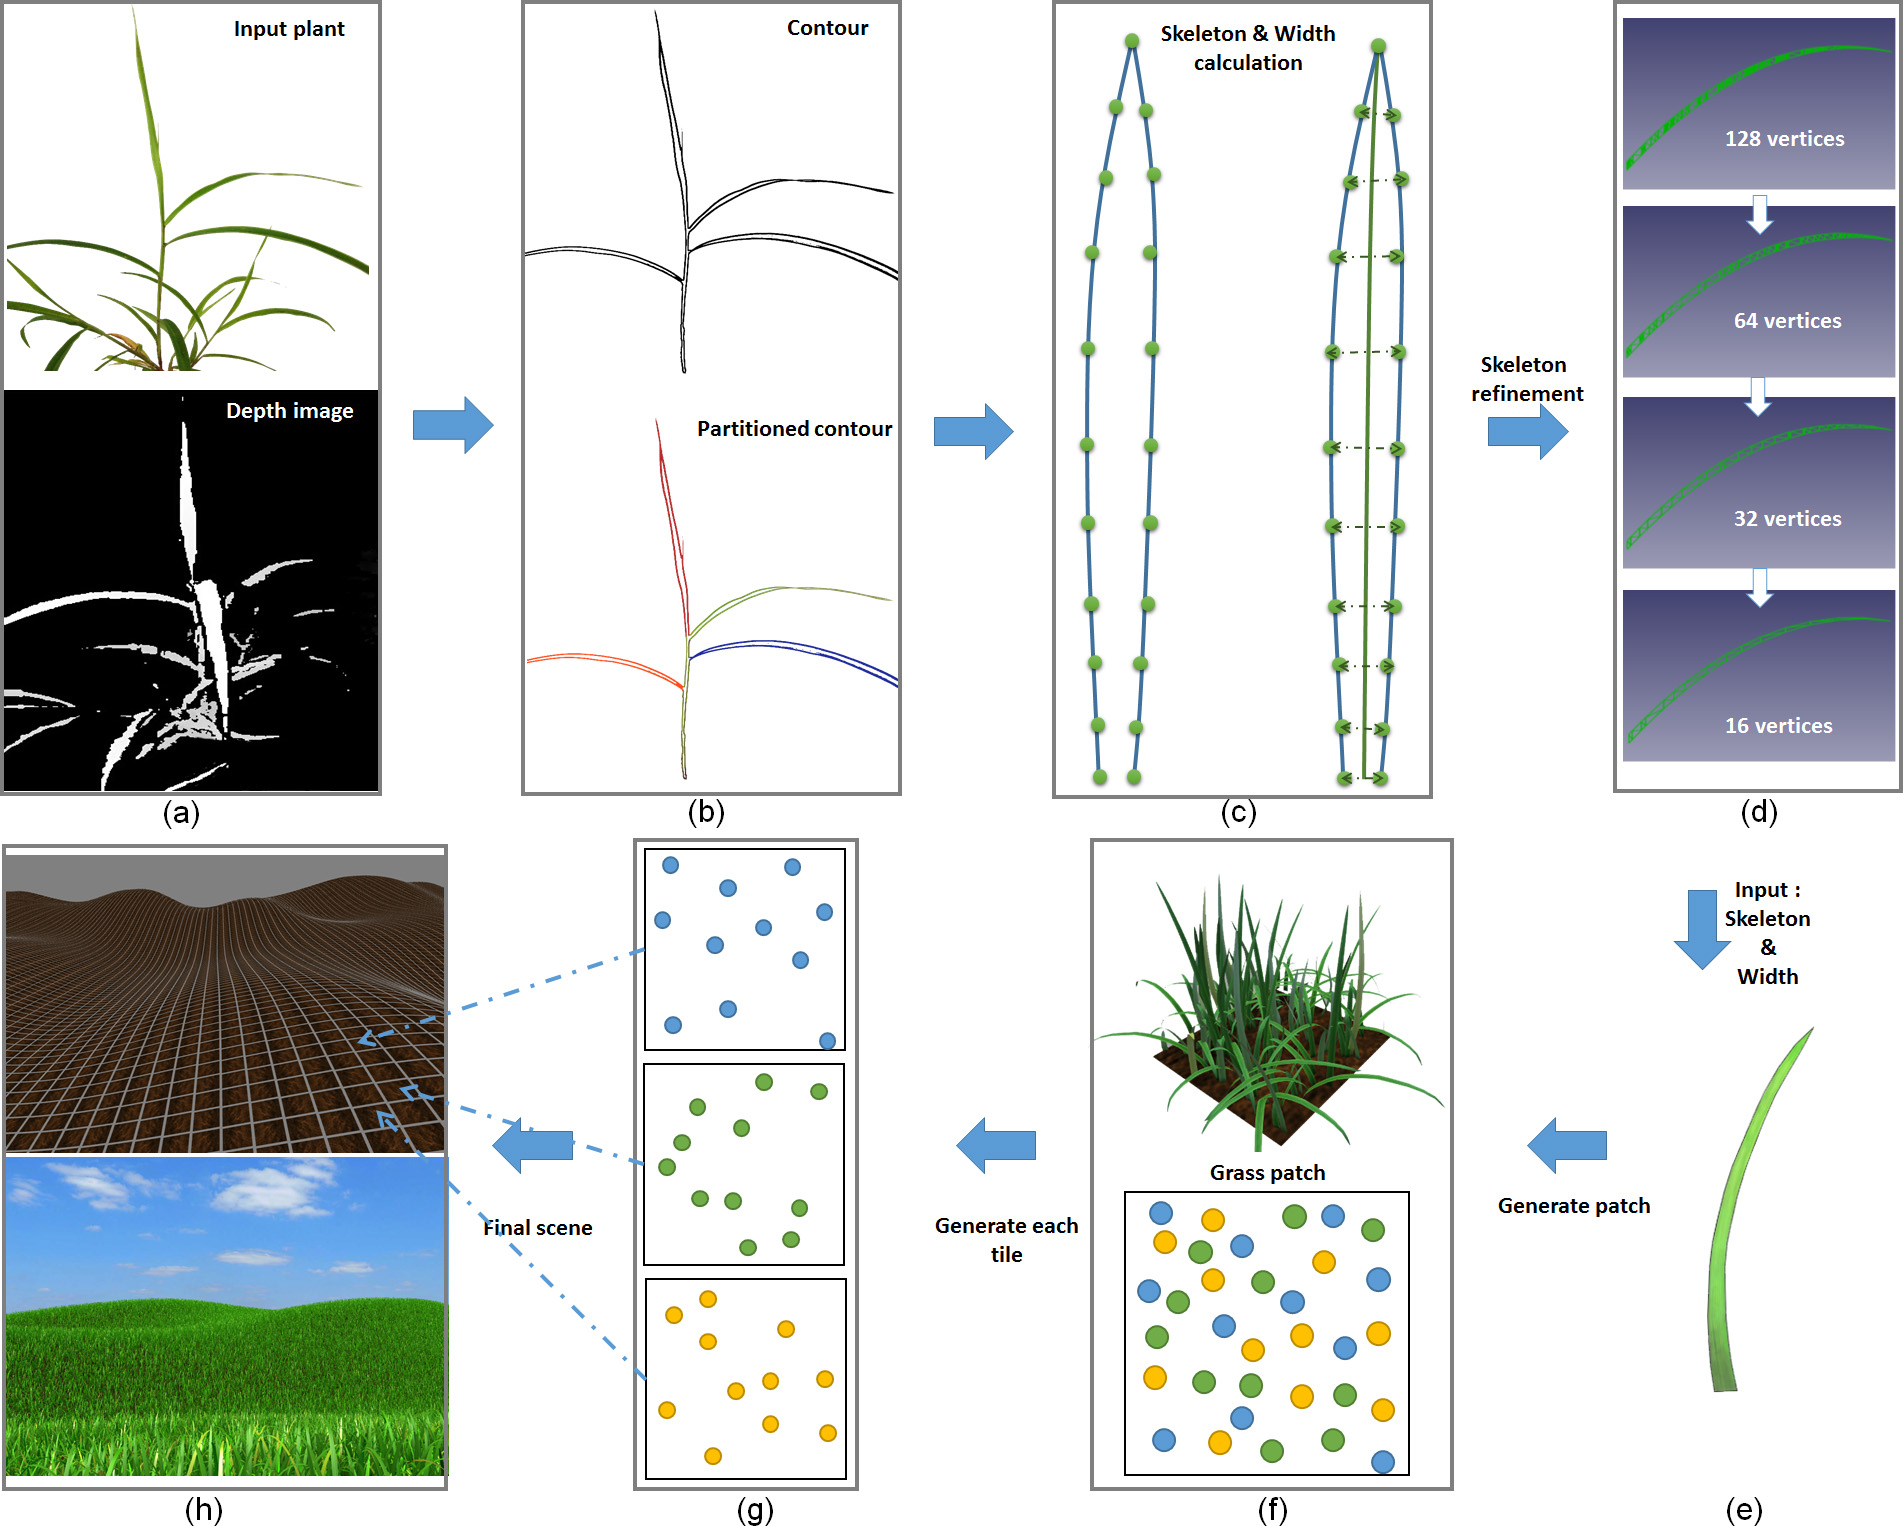 Input plant
Depth image
(a)
Contour
Partitioned contour
(b)
Skeleton & Width
calculation
(c)
Skeleton
refinement
128 vertices
64 vertices
32 vertices
16 vertices
(d)
Input :
Skeleton
&
Width
(e)
Generate patch
Grass patch
(f)
Generate each
tile
(g)
Final scene
(h)